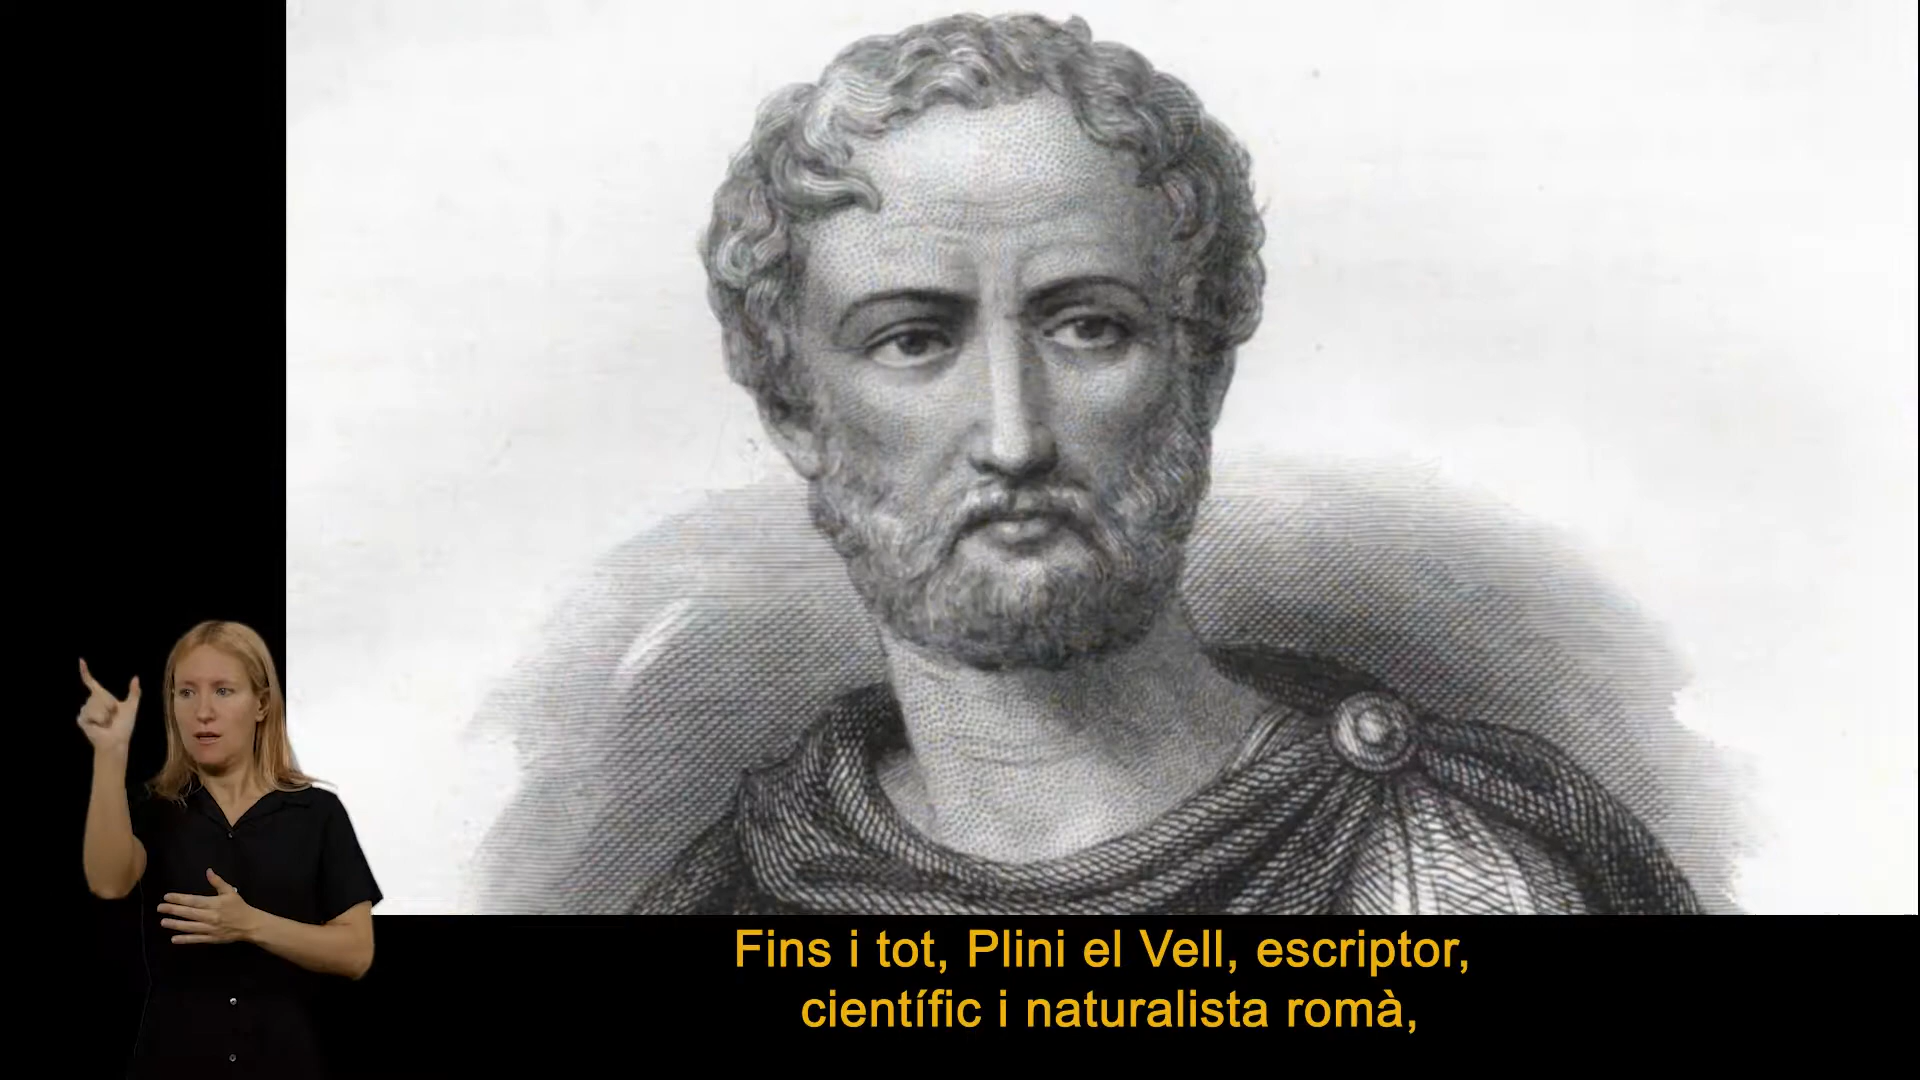 Fins i tot, Plini el Vell, escriptor,
científic i naturalista romà,